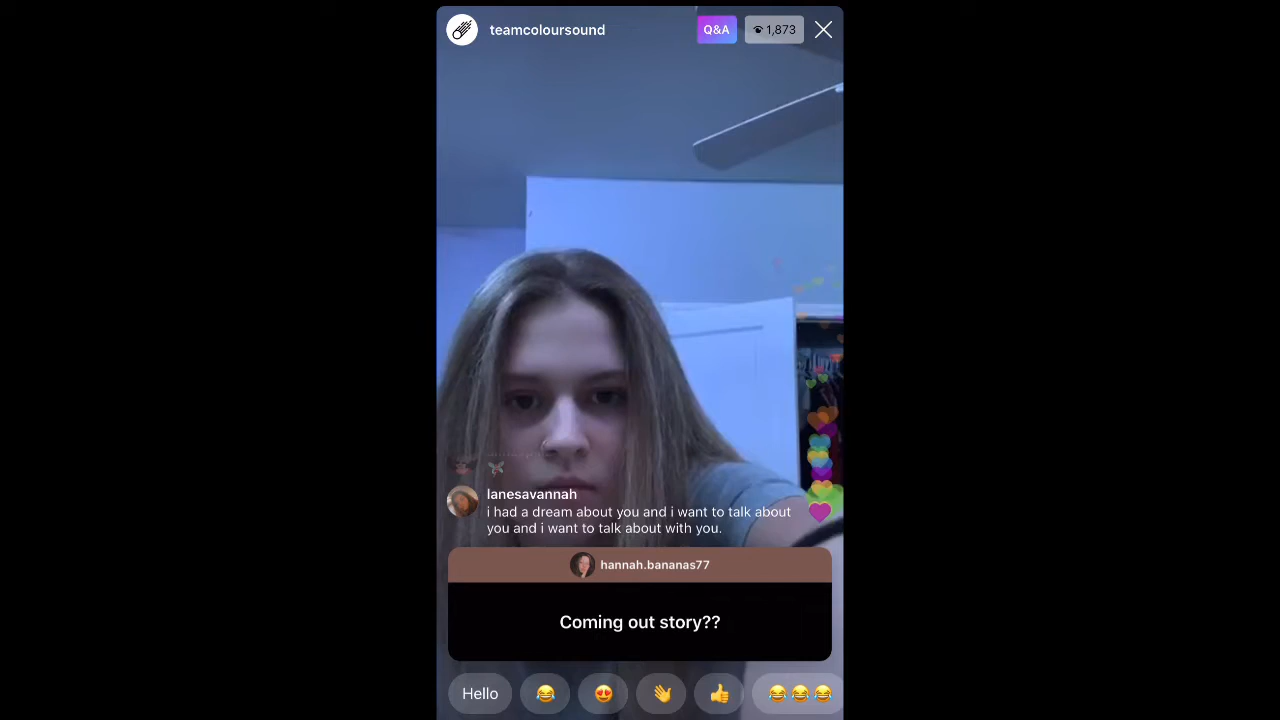 teamcoloursound
Q&A
1,873
lanesavannah
i had a dream about you and i want to talk about
you and i want to talk about with you.
hannah.bananas77
Coming out story??
Hello